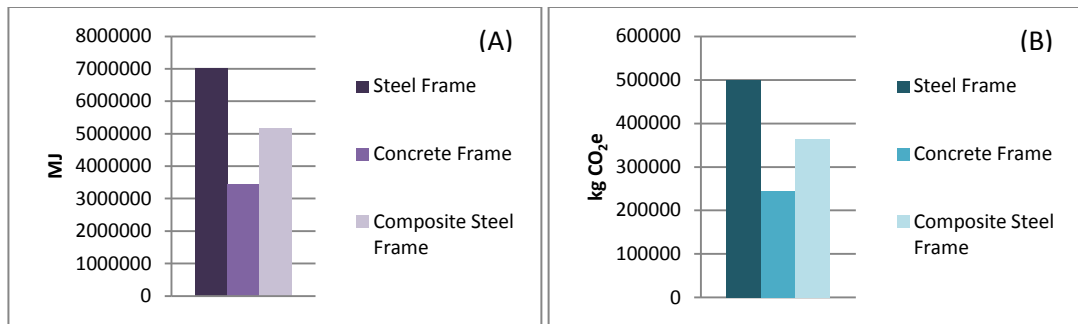 (A)
8000000
7000000
6000000
5000000
4000000
3000000
2000000
1000000
0
MJ
Steel Frame
Concrete Frame
Composite Steel
Frame
(B)
600000
500000
400000
300000
200000
100000
0
kg CO₂e
Steel Frame
Concrete Frame
Composite Steel
Frame